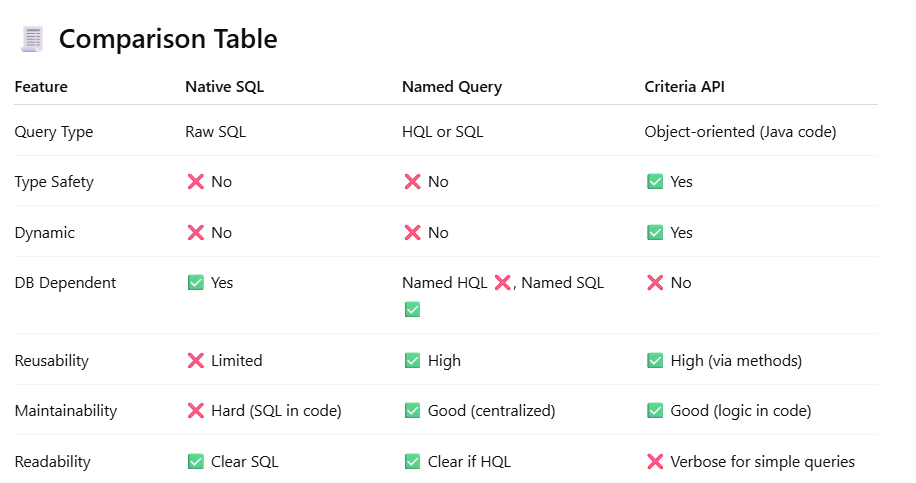 Comparison Table
Feature Native SQL Named Query Criteria API
Query Type Raw SQL HQL or SQL Object-oriented (Java code)
Type Safety ❌ No ❌ No ✅ Yes
Dynamic ❌ No ❌ No ✅ Yes
DB Dependent ✅ Yes Named HQL ❌, Named SQL ❌ No
✅
Reusability ❌ Limited ✅ High ✅ High (via methods)
Maintainability ❌ Hard (SQL in code) ✅ Good (centralized) ✅ Good (logic in code)
Readability ✅ Clear SQL ✅ Clear if HQL ❌ Verbose for simple queries